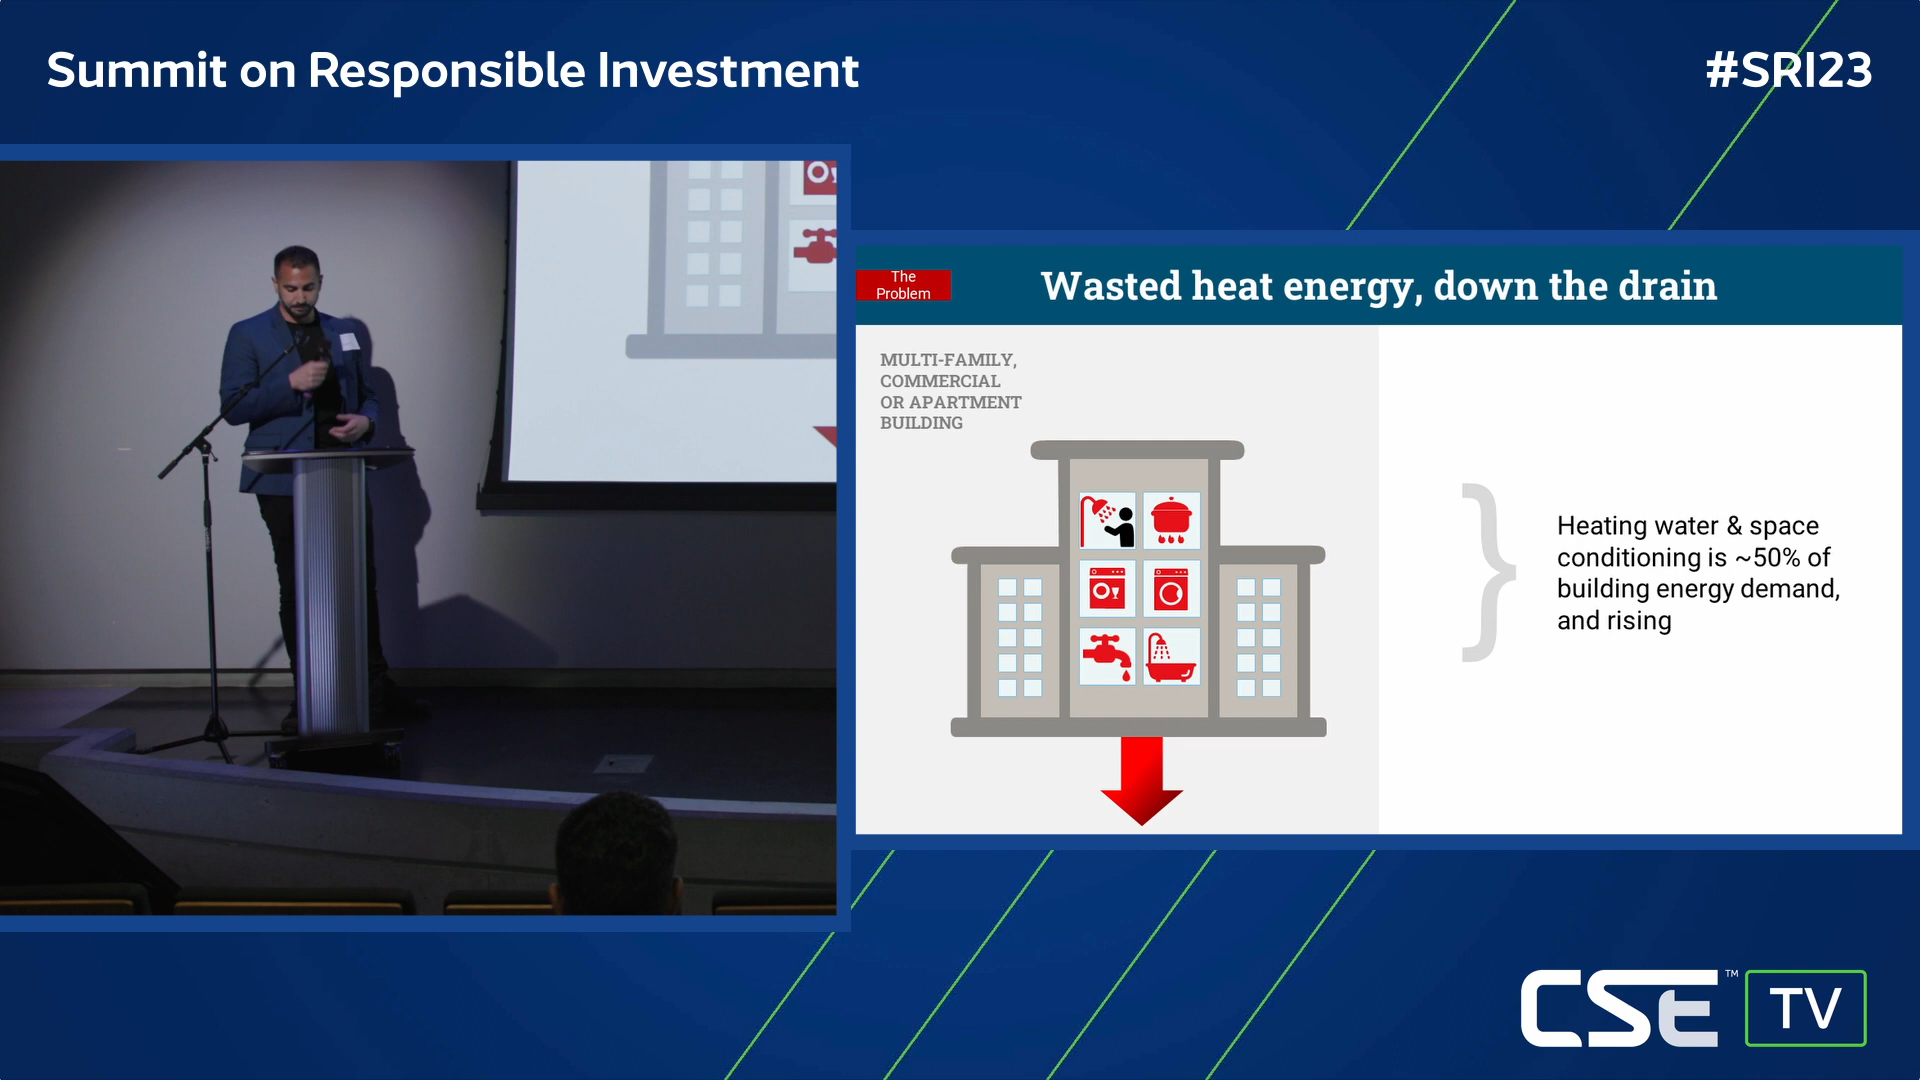 Summit on Responsible Investment
#SRI23
The
Problem
Wasted heat energy, down the drain
MULTI-FAMILY,
COMMERCIAL
OR APARTMENT
BUILDING
Heating water & space
conditioning is ~50% of
building energy demand,
and rising
CSE™ TV